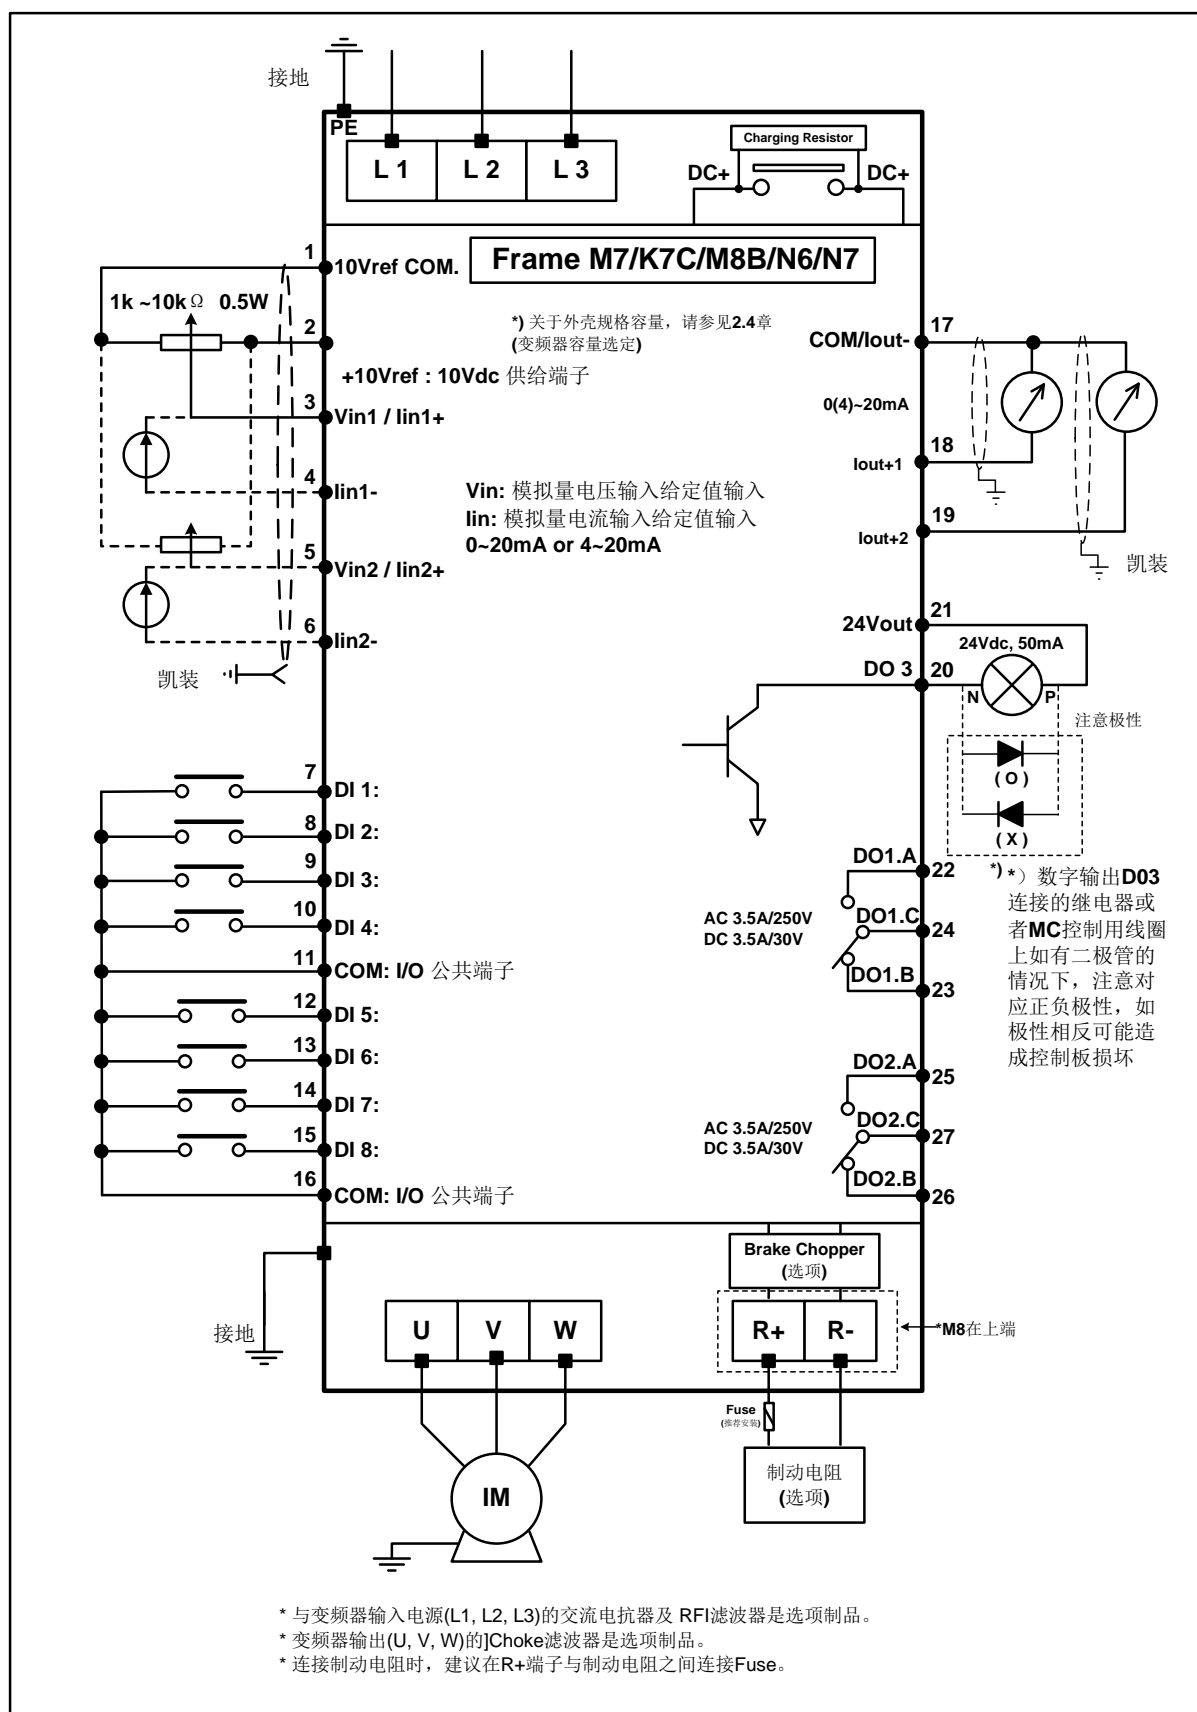 接地
PE
L 1
L 2
L 3
Charging Resistor
DC+
DC+
Frame M7/K7C/M8B/N6/N7
*) 关于外壳规格容量，请参见2.4章
(变频器容量选定)
1
10Vref COM.
1k ~10kΩ 0.5W
2
+10Vref : 10Vdc 供给端子
3
Vin1 / Iin1+
4
Iin1-
5
Vin2 / Iin2+
6
Iin2-
凯装
Vin: 模拟量电压输入给定值输入
Iin: 模拟量电流输入给定值输入
0~20mA or 4~20mA
17
COM/Iout-
0(4)~20mA
18
Iout+1
19
Iout+2
凯装
21
24Vout
24Vdc, 50mA
DO 3
20
N
P
注意极性
( O )
( X )
*)
*）数字输出D03
连接的继电器或
者MC控制用线圈
上如有二极管的
情况下，注意对
应正负极性，如
极性相反可能造
成控制板损坏
7
DI 1:
8
DI 2:
9
DI 3:
10
DI 4:
11
COM: I/O 公共端子
12
DI 5:
13
DI 6:
14
DI 7:
15
DI 8:
16
COM: I/O 公共端子
DO1.A
22
AC 3.5A/250V
DC 3.5A/30V
DO1.C
24
DO1.B
23
DO2.A
25
AC 3.5A/250V
DC 3.5A/30V
DO2.C
27
DO2.B
26
接地
U
V
W
IM
Brake Chopper
(选项)
R+
R-
*M8在上端
Fuse
(推荐安装)
制动电阻
(选项)
* 与变频器输入电源(L1, L2, L3)的交流电抗器及 RFI滤波器是选项制品。
* 变频器输出(U, V, W)的]Choke滤波器是选项制品。
* 连接制动电阻时，建议在R+端子与制动电阻之间连接Fuse。